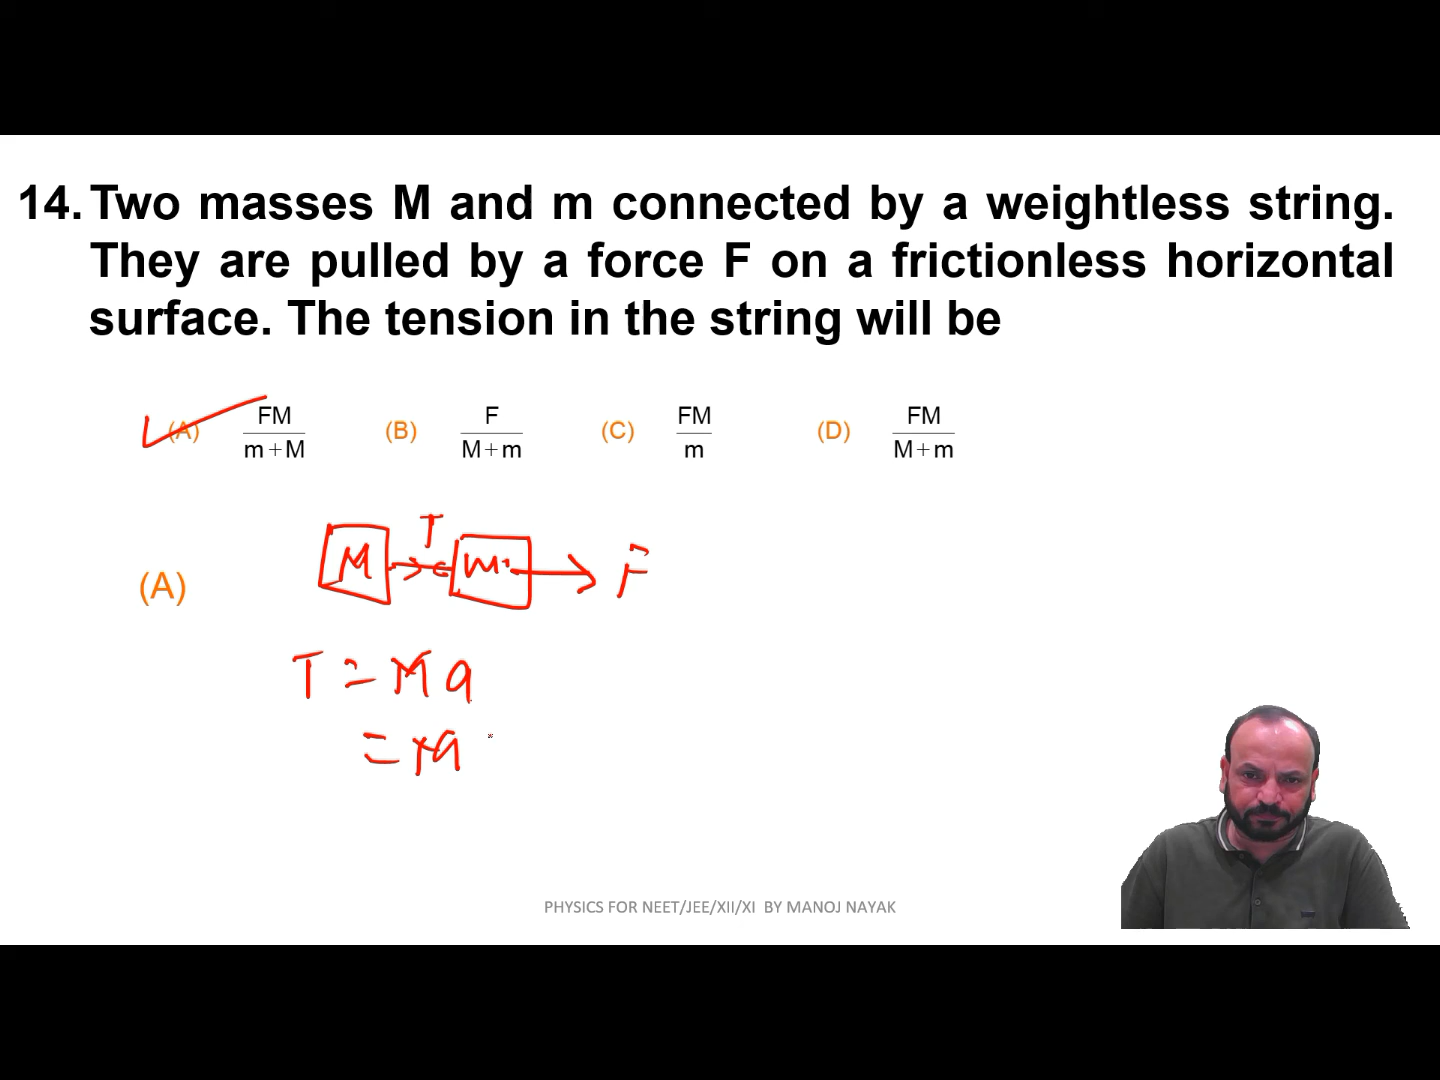 14. Two masses M and m connected by a weightless string.
They are pulled by a force F on a frictionless horizontal
surface. The tension in the string will be
(A) FM/m+M (B) F/M+m (C) FM/m (D) FM/M+m
T
M m F
(A)
T = Ma
PHYSICS FOR NEET/JEE/XII/XI BY MANOJ NAYAK